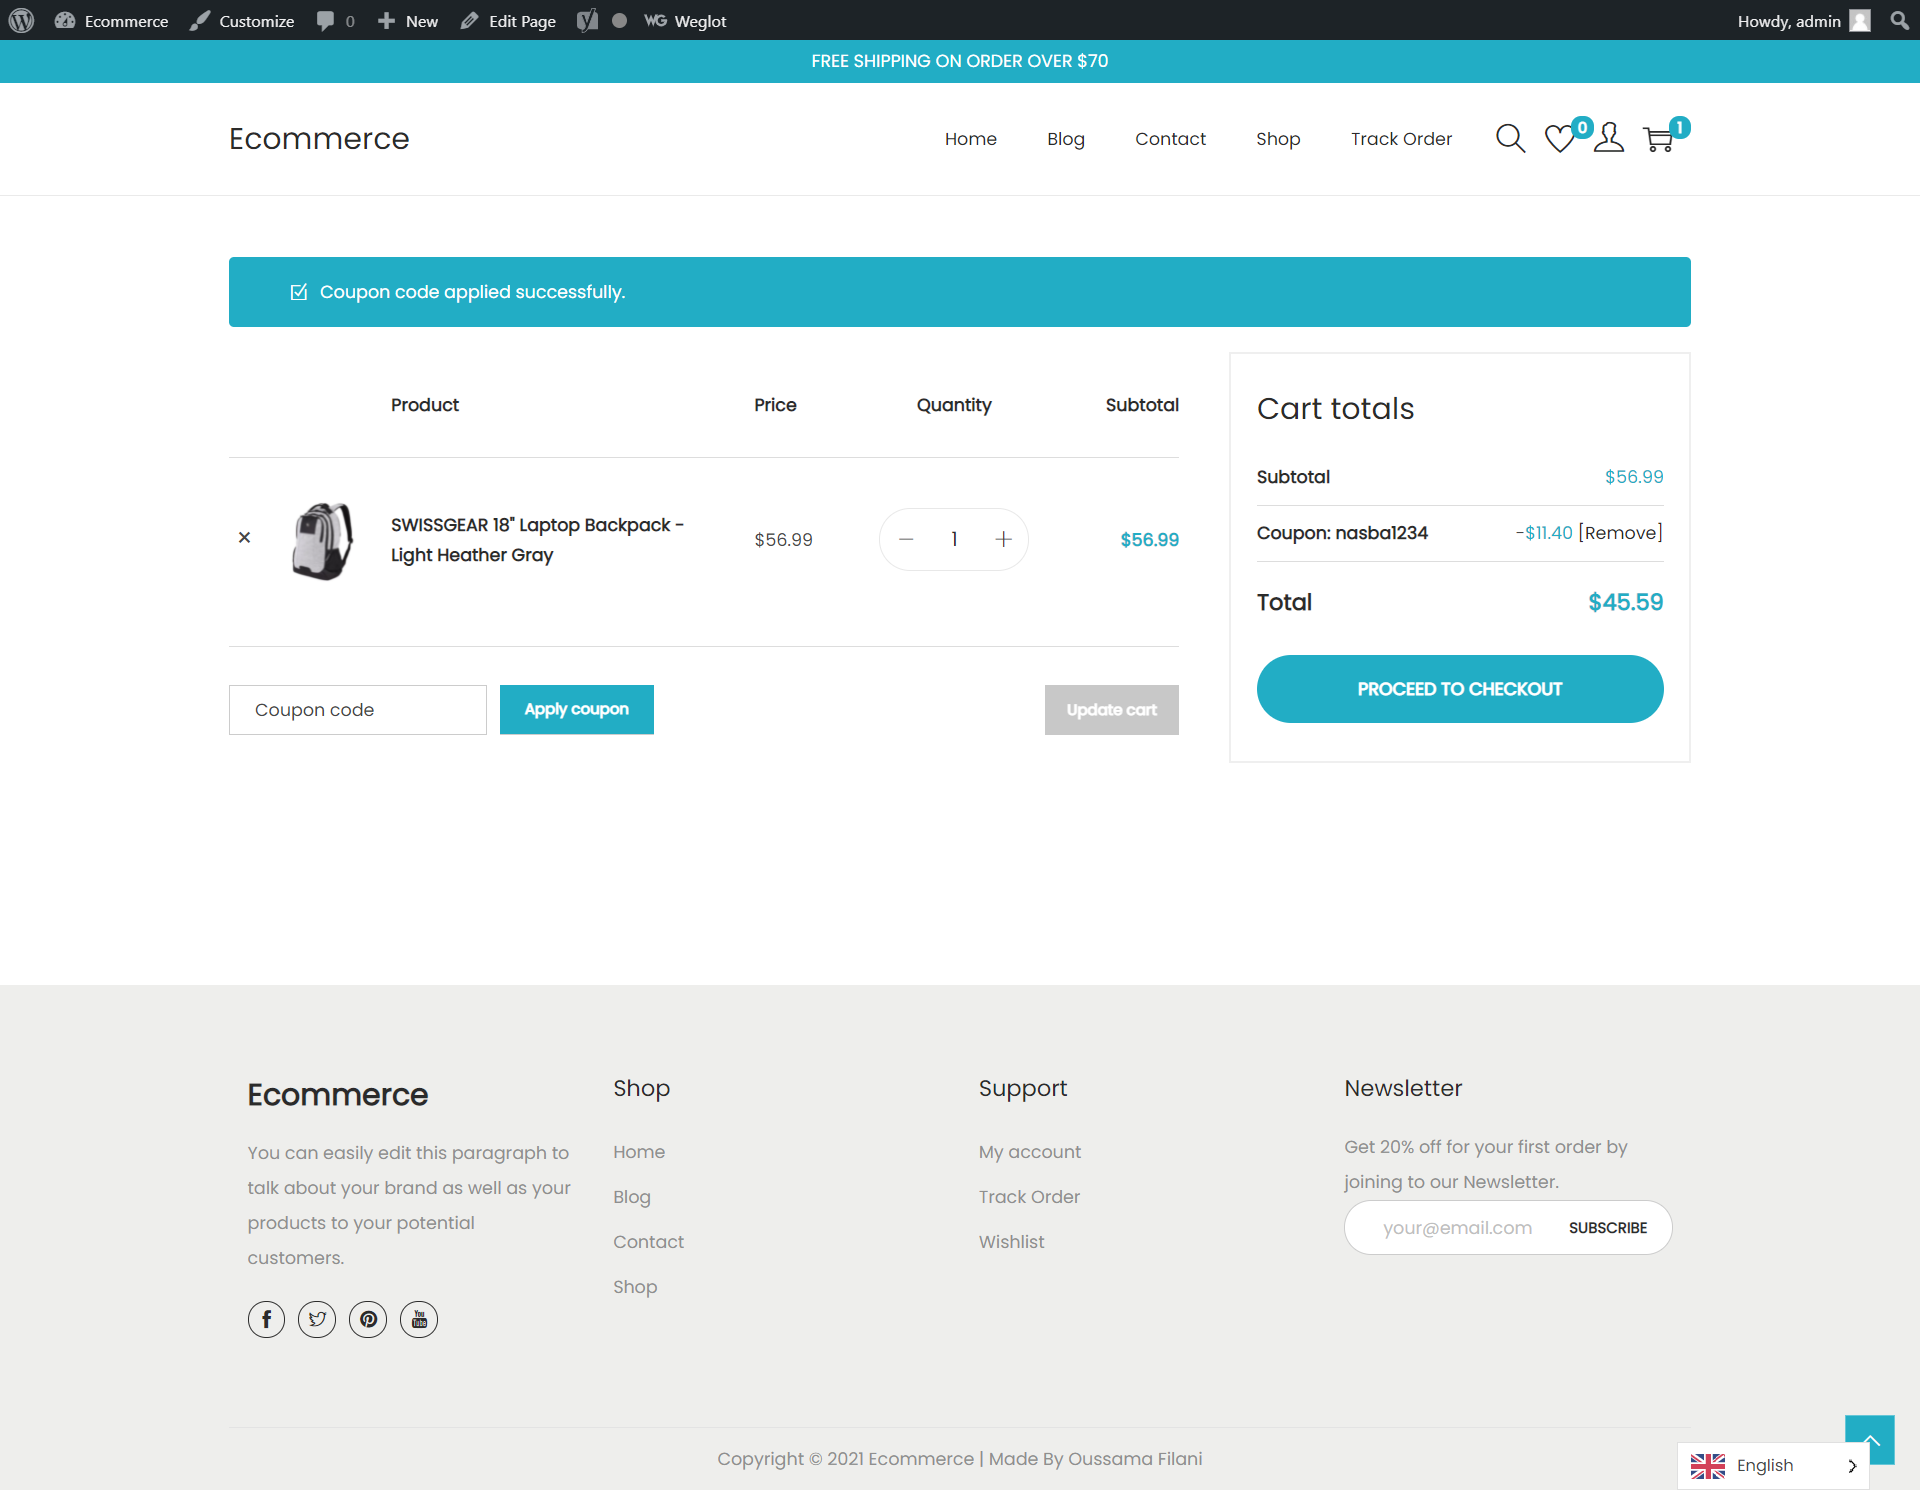 Ecommerce
Customize
0
New
Edit Page
Weglot
Howdy, admin
FREE SHIPPING ON ORDER OVER $70
Ecommerce
Home
Blog
Contact
Shop
Track Order
0
1
Coupon code applied successfully.
Product
Price
Quantity
Subtotal
SWISSGEAR 18" Laptop Backpack -
Light Heather Gray
$56.99
1
$56.99
Coupon code
Apply coupon
Update cart
Cart totals
Subtotal
$56.99
Coupon: nasba1234
-$11.40 [Remove]
Total
$45.59
PROCEED TO CHECKOUT
Ecommerce
You can easily edit this paragraph to
talk about your brand as well as your
products to your potential
customers.
You
Tube
Shop
Home
Blog
Contact
Shop
Support
My account
Track Order
Wishlist
Newsletter
Get 20% off for your first order by
joining to our Newsletter.
your@email.com
SUBSCRIBE
Copyright © 2021 Ecommerce | Made By Oussama Filani
English